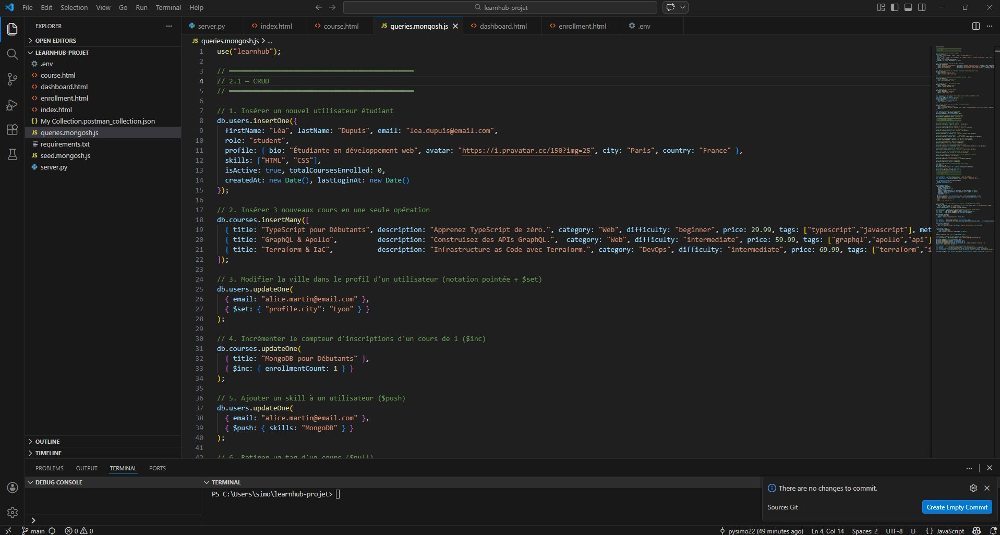 File Edit Selection View Go Run Terminal Help
learnhub-projet
EXPLORER
OPEN EDITORS
LEARNHUB-PROJET
.env
course.html
dashboard.html
enrollment.html
index.html
{} My Collection.postman_collection.json
JS queries.mongosh.js
requirements.txt
JS seed.mongosh.js
server.py
OUTLINE
TIMELINE
server.py
<> index.html
<> course.html
JS queries.mongosh.js
<> dashboard.html
<> enrollment.html
.env
JS queries.mongosh.js > ...
1 use("learnhub");
2
3 // ══════════════════════════════════════════════
4 // 2.1 — CRUD
5 // ══════════════════════════════════════════════
6
7 // 1. Insérer un nouvel utilisateur étudiant
8 db.users.insertOne({
9 firstName: "Léa", lastName: "Dupuis", email: "lea.dupuis@email.com",
10 role: "student",
11 profile: { bio: "Étudiante en développement web", avatar: "https://i.pravatar.cc/150?img=25", city: "Paris", country: "France" },
12 skills: ["HTML", "CSS"],
13 isActive: true, totalCoursesEnrolled: 0,
14 createdAt: new Date(), lastLoginAt: new Date()
15 });
16
17 // 2. Insérer 3 nouveaux cours en une seule opération
18 db.courses.insertMany([
19 { title: "TypeScript pour Débutants", description: "Apprenez TypeScript de zéro.", category: "Web", difficulty: "beginner", price: 29.99, tags: ["typescript","javascript"], met
20 { title: "GraphQL & Apollo", description: "Construisez des APIs GraphQL.", category: "Web", difficulty: "intermediate", price: 59.99, tags: ["graphql","apollo","api"]
21 { title: "Terraform & IaC", description: "Infrastructure as Code avec Terraform.", category: "DevOps", difficulty: "intermediate", price: 69.99, tags: ["terraform","i
22 ]);
23
24 // 3. Modifier la ville dans le profil d'un utilisateur (notation pointée + $set)
25 db.users.updateOne(
26 { email: "alice.martin@email.com" },
27 { $set: { "profile.city": "Lyon" } }
28 );
29
30 // 4. Incrémenter le compteur d'inscriptions d'un cours de 1 ($inc)
31 db.courses.updateOne(
32 { title: "MongoDB pour Débutants" },
33 { $inc: { enrollmentCount: 1 } }
34 );
35
36 // 5. Ajouter un skill à un utilisateur ($push)
37 db.users.updateOne(
38 { email: "alice.martin@email.com" },
39 { $push: { skills: "MongoDB" } }
40 );
41
42 // 6. Retirer un tag d'un cours ($pull)
PROBLEMS OUTPUT TERMINAL PORTS
DEBUG CONSOLE
TERMINAL
PS C:\Users\simo\learnhub-projet>
There are no changes to commit.
Source: Git
Create Empty Commit
main 0 0
pysimo22 (49 minutes ago) Ln 4, Col 14 Spaces: 2 UTF-8 LF {} JavaScript